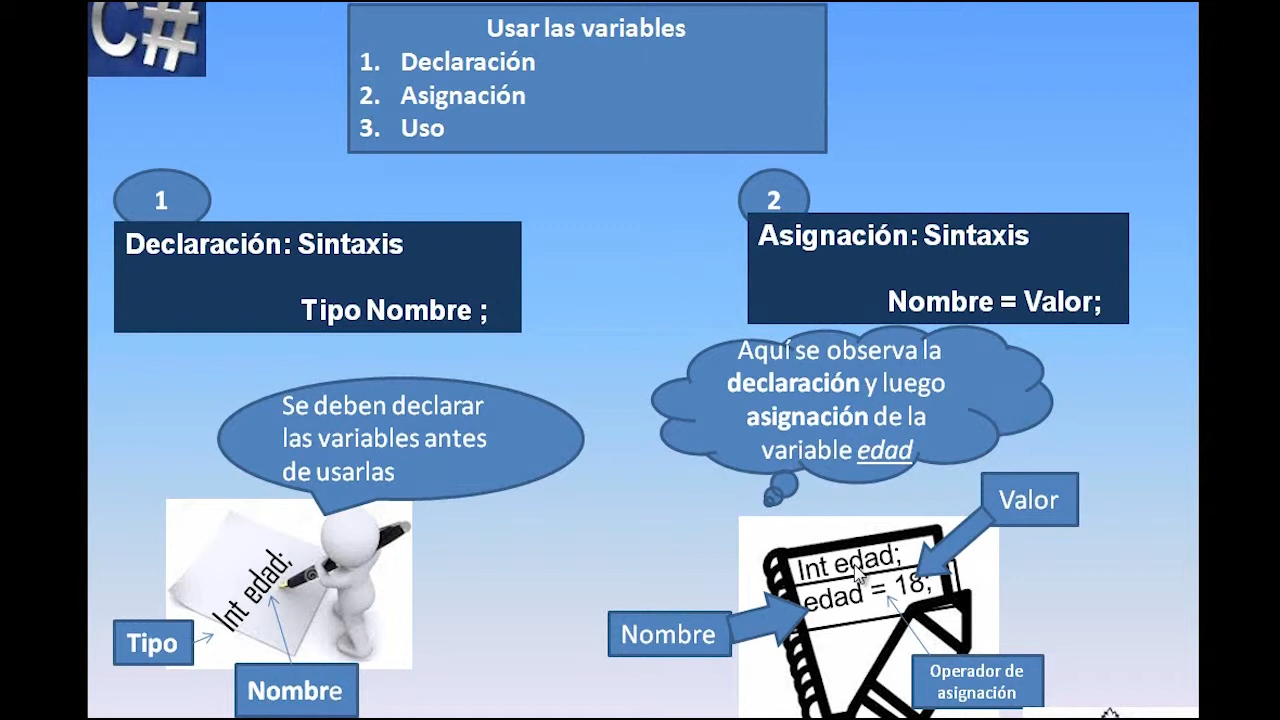 C#
Usar las variables
1. Declaración
2. Asignación
3. Uso
1
Declaración: Sintaxis
Tipo Nombre ;
Se deben declarar
las variables antes
de usarlas
Int edad;
Tipo
Nombre
2
Asignación: Sintaxis
Nombre = Valor;
Aquí se observa la
declaración y luego
asignación de la
variable edad
Valor
Int edad;
edad = 18;
Nombre
Operador de
asignación